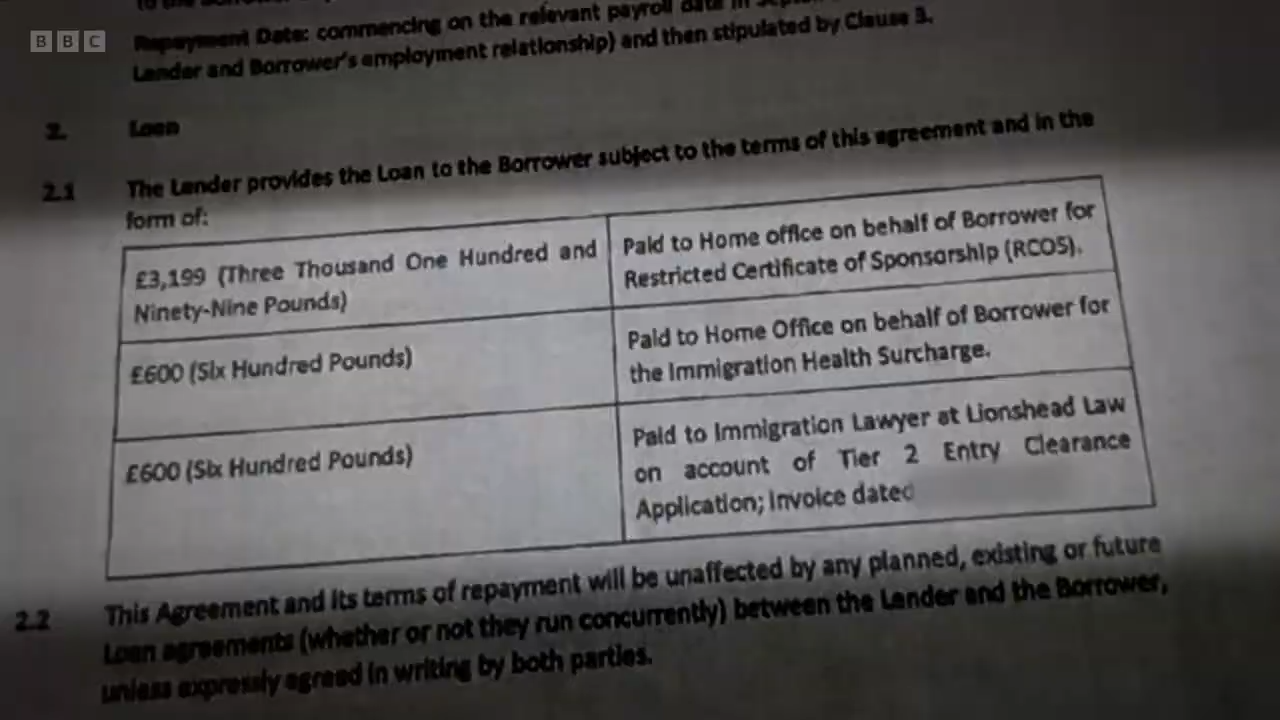 BBC
to the
Repayment Date: commencing on the relevant payroll date in
Lender and Borrower's employment relationship) and then stipulated by Clause 3.
2. Loan
2.1 The Lender provides the Loan to the Borrower subject to the terms of this agreement and in the
form of:
£3,199 (Three Thousand One Hundred and
Ninety-Nine Pounds)
Paid to Home office on behalf of Borrower for
Restricted Certificate of Sponsorship (RCOS).
£600 (Six Hundred Pounds)
Paid to Home Office on behalf of Borrower for
the Immigration Health Surcharge.
£600 (Six Hundred Pounds)
Paid to Immigration Lawyer at Lionshead Law
on account of Tier 2 Entry Clearance
Application; Invoice dated
2.2 This Agreement and its terms of repayment will be unaffected by any planned, existing or future
Loan agreements (whether or not they run concurrently) between the Lender and the Borrower,
unless expressly agreed in writing by both parties.